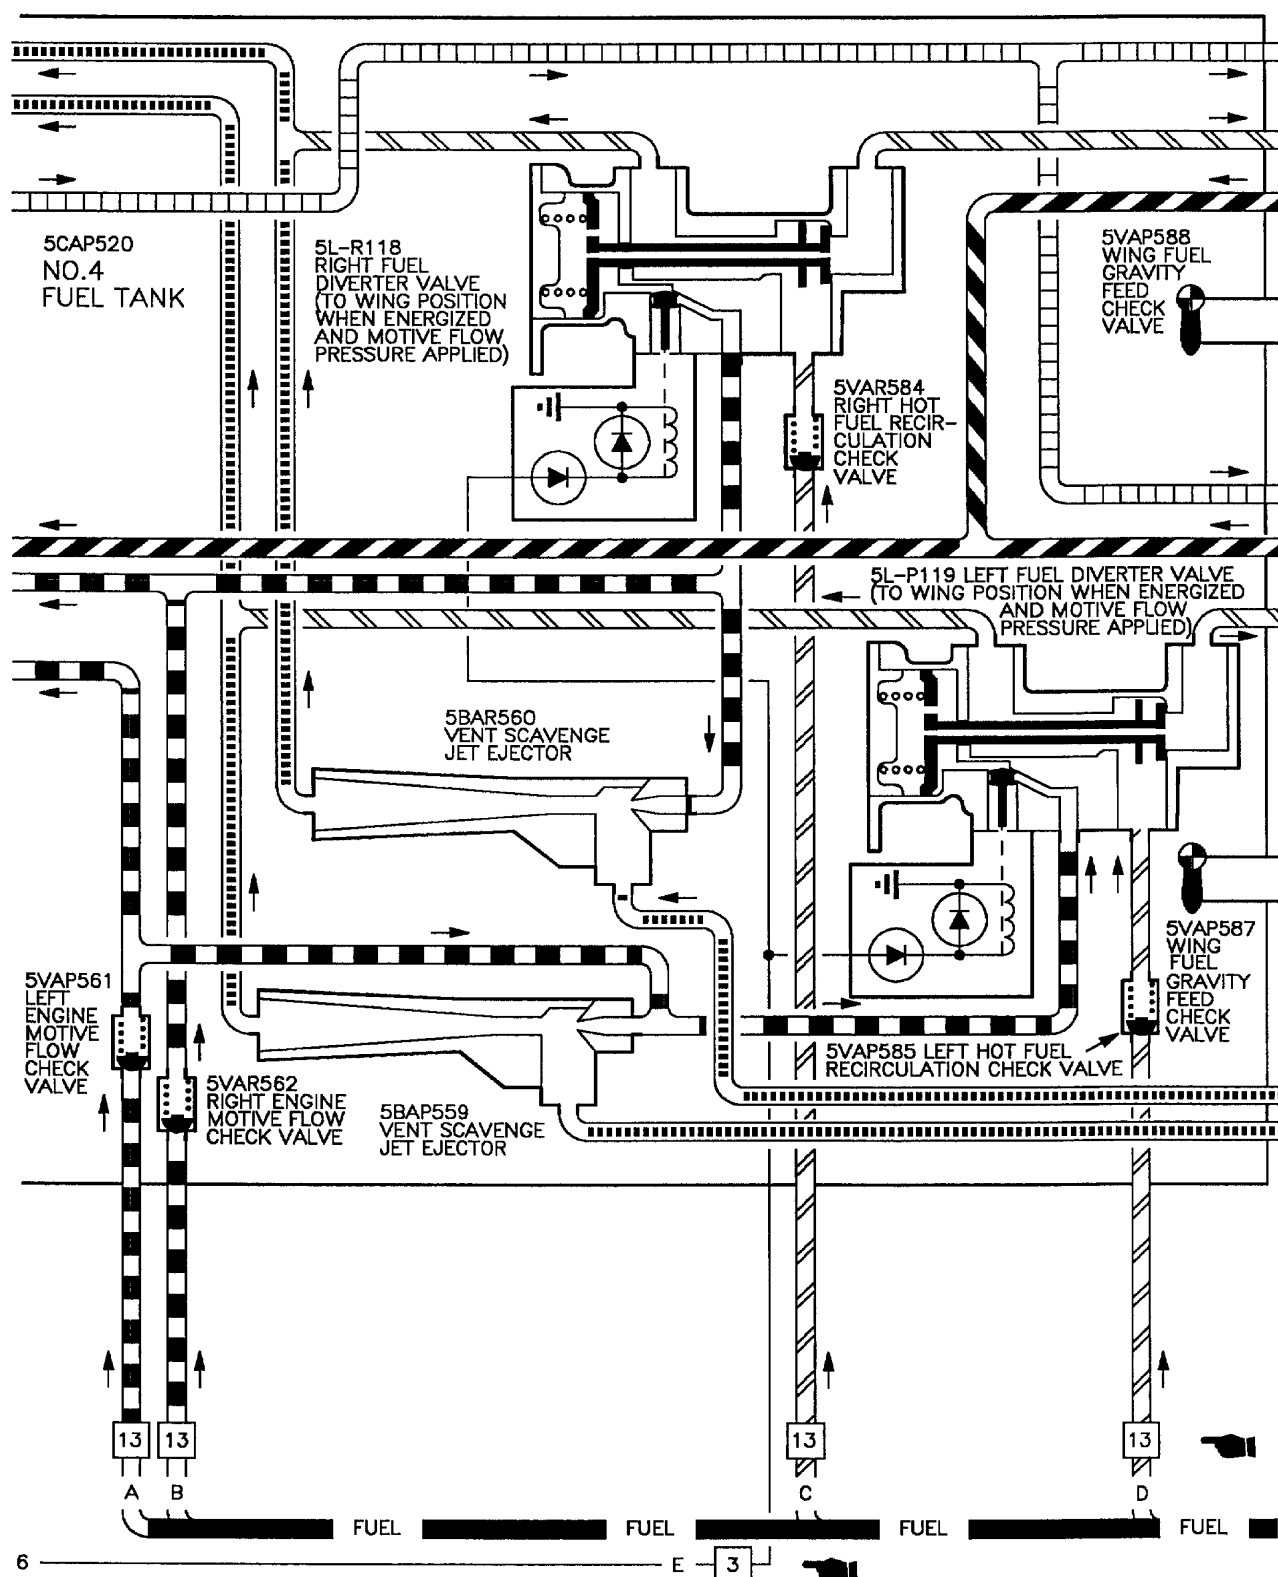 5CAP520
NO.4
FUEL TANK
5L-R118
RIGHT FUEL
DIVERTER VALVE
(TO WING POSITION
WHEN ENERGIZED
AND MOTIVE FLOW
PRESSURE APPLIED)
5VAP588
WING FUEL
GRAVITY
FEED
CHECK
VALVE
5VAR584
RIGHT HOT
FUEL RECIR-
CULATION
CHECK
VALVE
5L-P119 LEFT FUEL DIVERTER VALVE
(TO WING POSITION WHEN ENERGIZED
AND MOTIVE FLOW
PRESSURE APPLIED)
5BAR560
VENT SCAVENGE
JET EJECTOR
5VAP587
WING
FUEL
GRAVITY
FEED
CHECK
VALVE
5VAP561
LEFT
ENGINE
MOTIVE
FLOW
CHECK
VALVE
5VAP585 LEFT HOT FUEL
RECIRCULATION CHECK VALVE
5VAR562
RIGHT ENGINE
MOTIVE FLOW
CHECK VALVE
5BAP559
VENT SCAVENGE
JET EJECTOR
13 13 13 13
A B C D
FUEL FUEL FUEL FUEL
6 E 3